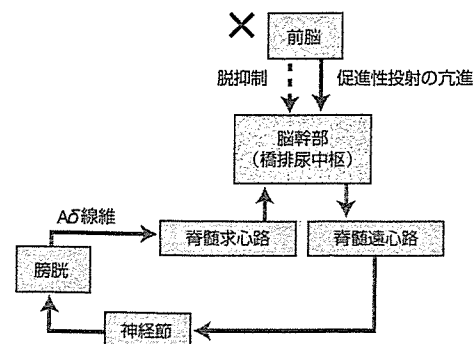 ×
前脳
脱抑制
促進性投射の亢進
脳幹部
(橋排尿中枢)
Aδ線維
脊髄求心路
脊髄遠心路
膀胱
神経節